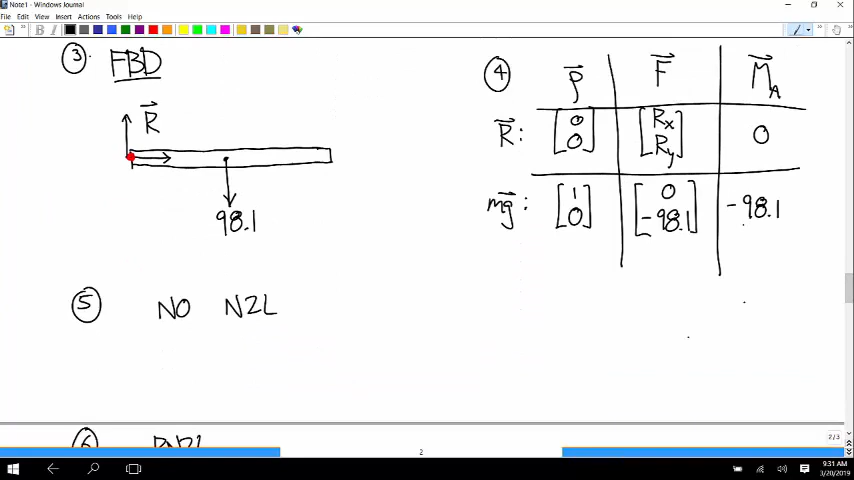 Note1 - Windows Journal
File Edit View Insert Actions Tools Help
B I
③ FBD
R
98.1
④ ρ F M_A
R: [0 0] [Rx Ry] 0
mg: [1 0] [0 -98.1] -98.1
⑤ NO N2L
⑥
2/3
2
9:31 AM
3/20/2019